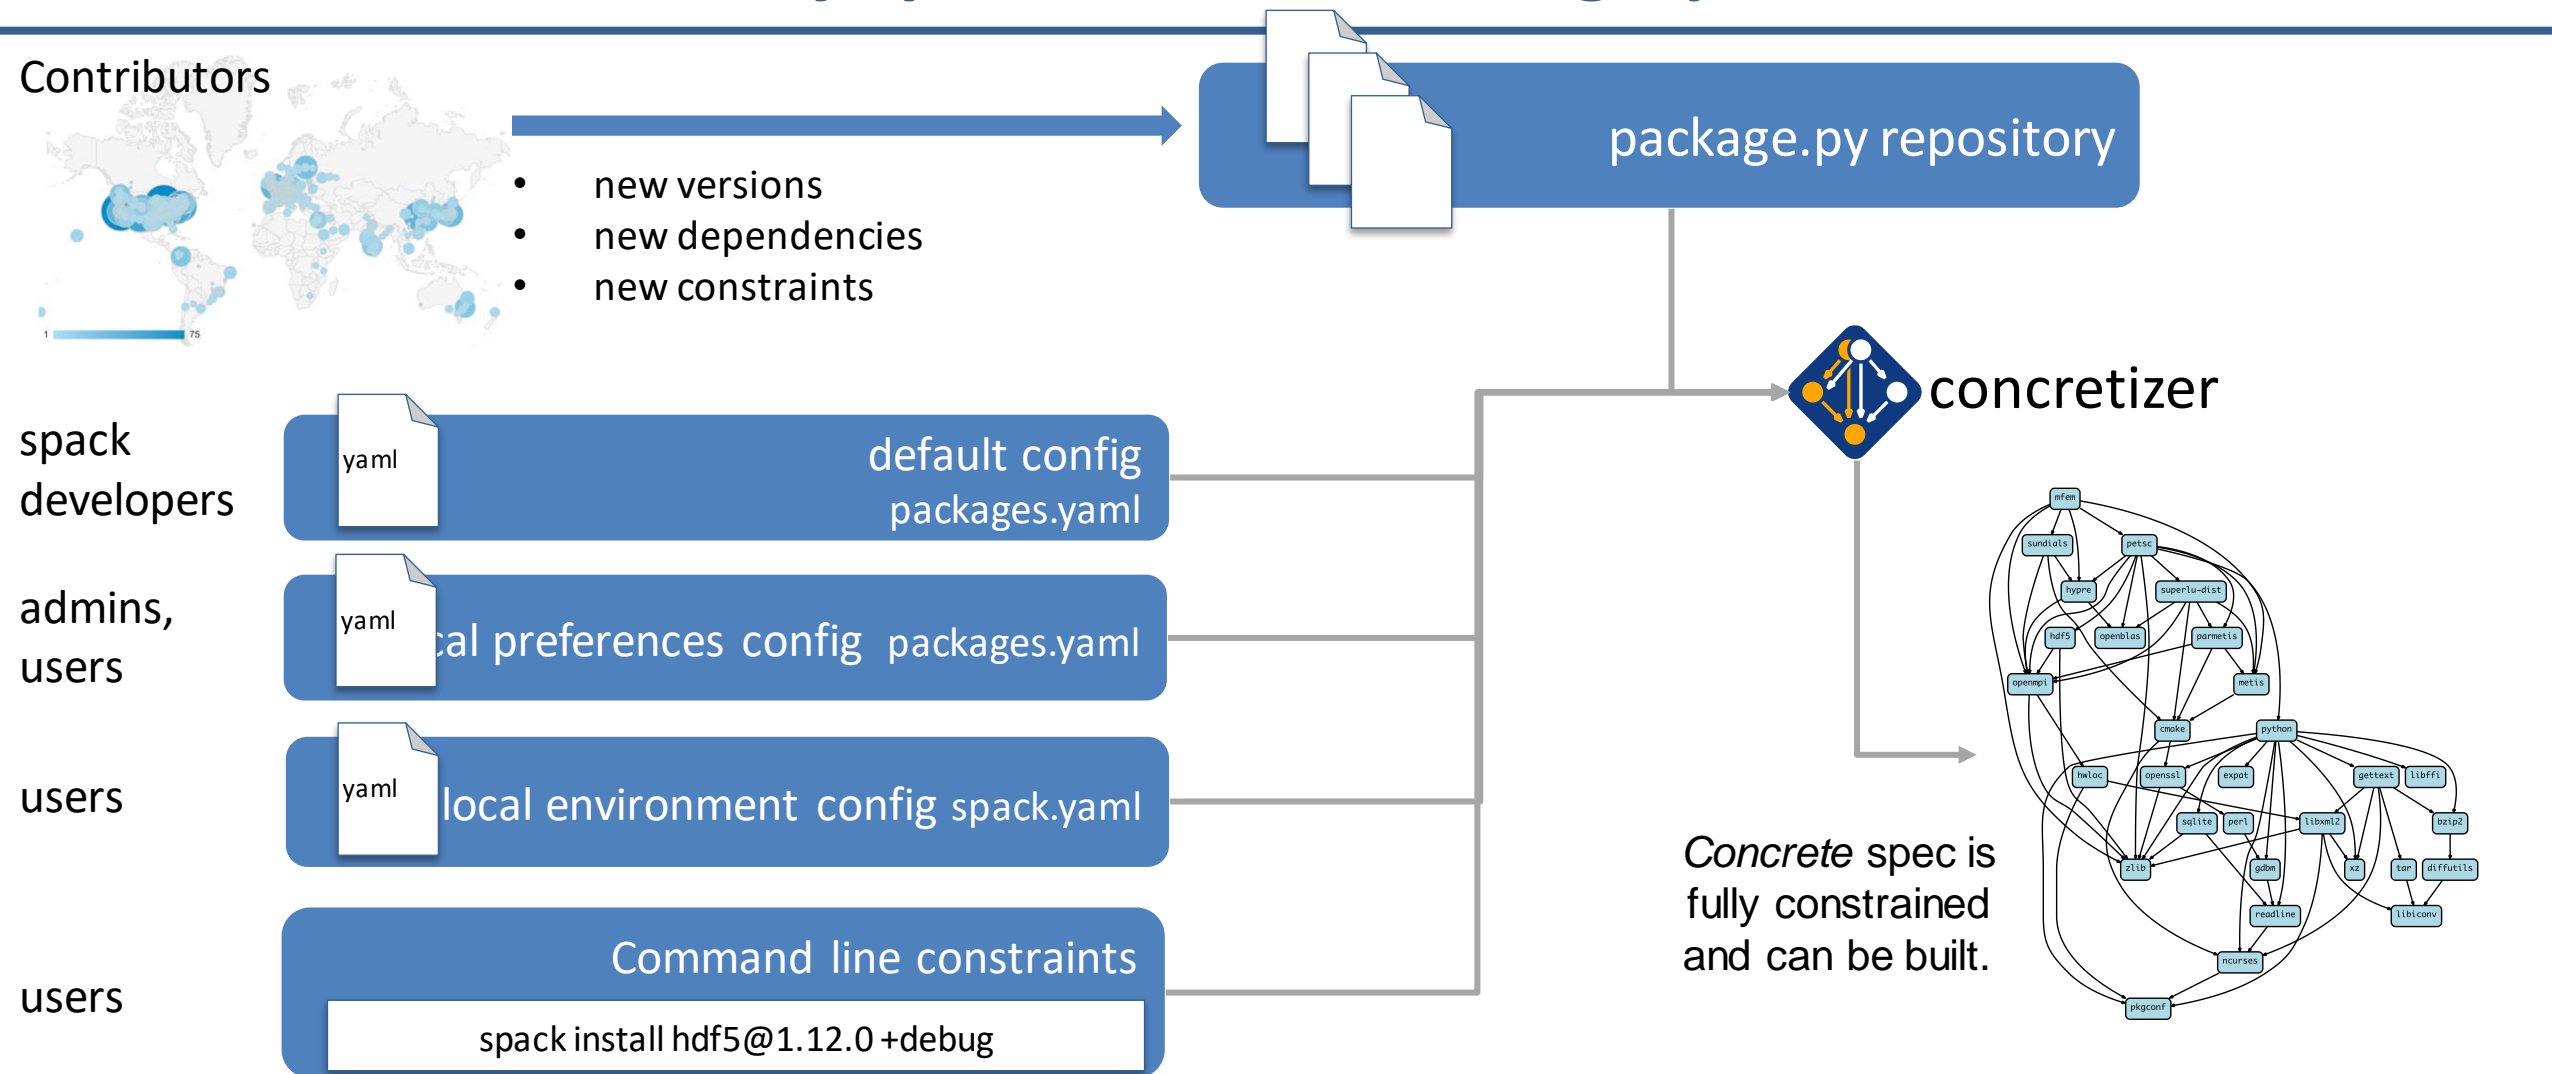 Contributors
1
75
• new versions
• new dependencies
• new constraints
package.py repository
concretizer
spack
developers
yaml
default config
packages.yaml
admins,
users
yaml
cal preferences config packages.yaml
users
yaml
local environment config spack.yaml
users
Command line constraints
spack install hdf5@1.12.0 +debug
Concrete spec is
fully constrained
and can be built.
mfem
sundials
petsc
hypre
superlu-dist
hdf5
openblas
parmetis
openmpi
metis
cmake
python
hwloc
openssl
expat
gettext
libffi
sqlite
perl
libxml2
bzip2
zlib
gdbm
xz
tar
diffutils
readline
libiconv
ncurses
pkgconf